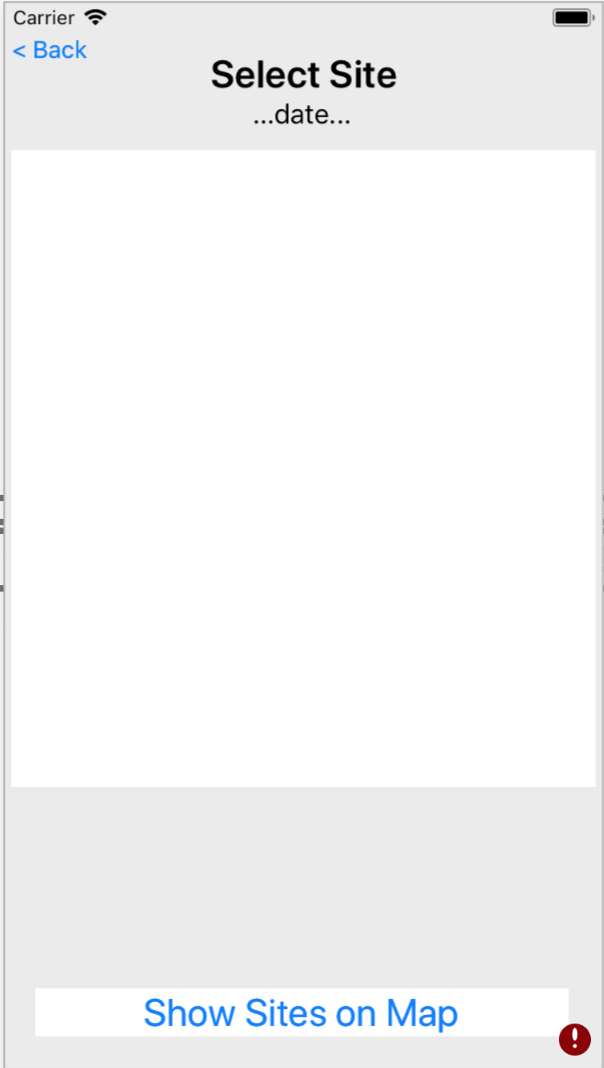 Carrier
< Back
Select Site
...date...
Show Sites on Map
!